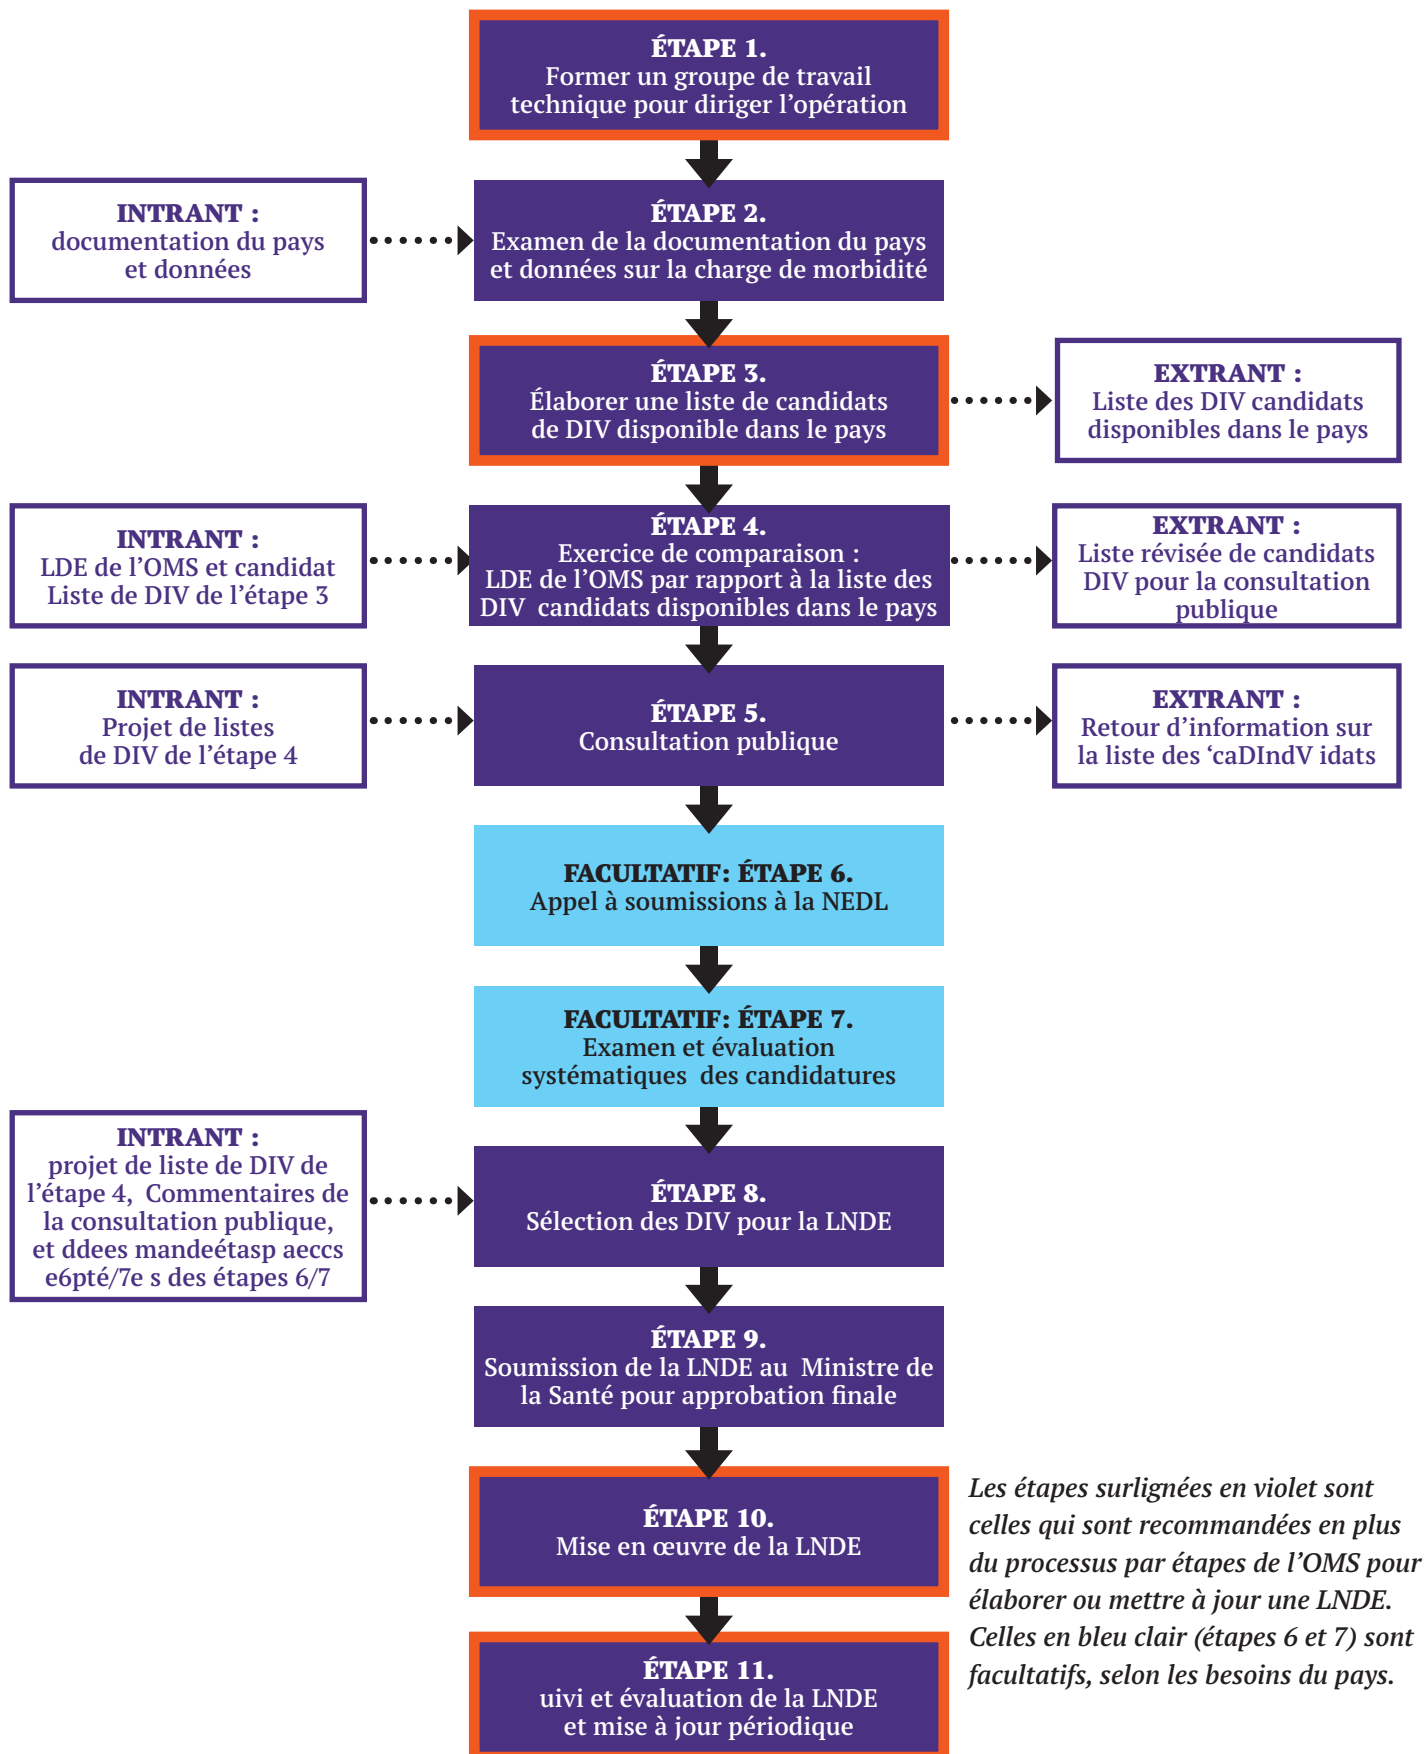 ÉTAPE 1.
Former un groupe de travail
technique pour diriger l’opération
INTRANT :
documentation du pays
et données
ÉTAPE 2.
Examen de la documentation du pays
et données sur la charge de morbidité
ÉTAPE 3.
Élaborer une liste de candidats
de DIV disponible dans le pays
EXTRANT :
Liste des DIV candidats
disponibles dans le pays
INTRANT :
LDE de l’OMS et candidat
Liste de DIV de l’étape 3
ÉTAPE 4.
Exercice de comparaison :
LDE de l’OMS par rapport à la liste des
DIV candidats disponibles dans le pays
EXTRANT :
Liste révisée de candidats
DIV pour la consultation
publique
INTRANT :
Projet de listes
de DIV de l’étape 4
ÉTAPE 5.
Consultation publique
EXTRANT :
Retour d’information sur
la liste des ‘caDIndV idats
FACULTATIF: ÉTAPE 6.
Appel à soumissions à la NEDL
FACULTATIF: ÉTAPE 7.
Examen et évaluation
systématiques des candidatures
INTRANT :
projet de liste de DIV de
l’étape 4, Commentaires de
la consultation publique,
et ddees mandeétasp aeccs
e6pté/7e s des étapes 6/7
ÉTAPE 8.
Sélection des DIV pour la LNDE
ÉTAPE 9.
Soumission de la LNDE au Ministre de
la Santé pour approbation finale
ÉTAPE 10.
Mise en œuvre de la LNDE
Les étapes surlignées en violet sont
celles qui sont recommandées en plus
du processus par étapes de l’OMS pour
élaborer ou mettre à jour une LNDE.
Celles en bleu clair (étapes 6 et 7) sont
facultatifs, selon les besoins du pays.
ÉTAPE 11.
uivi et évaluation de la LNDE
et mise à jour périodique